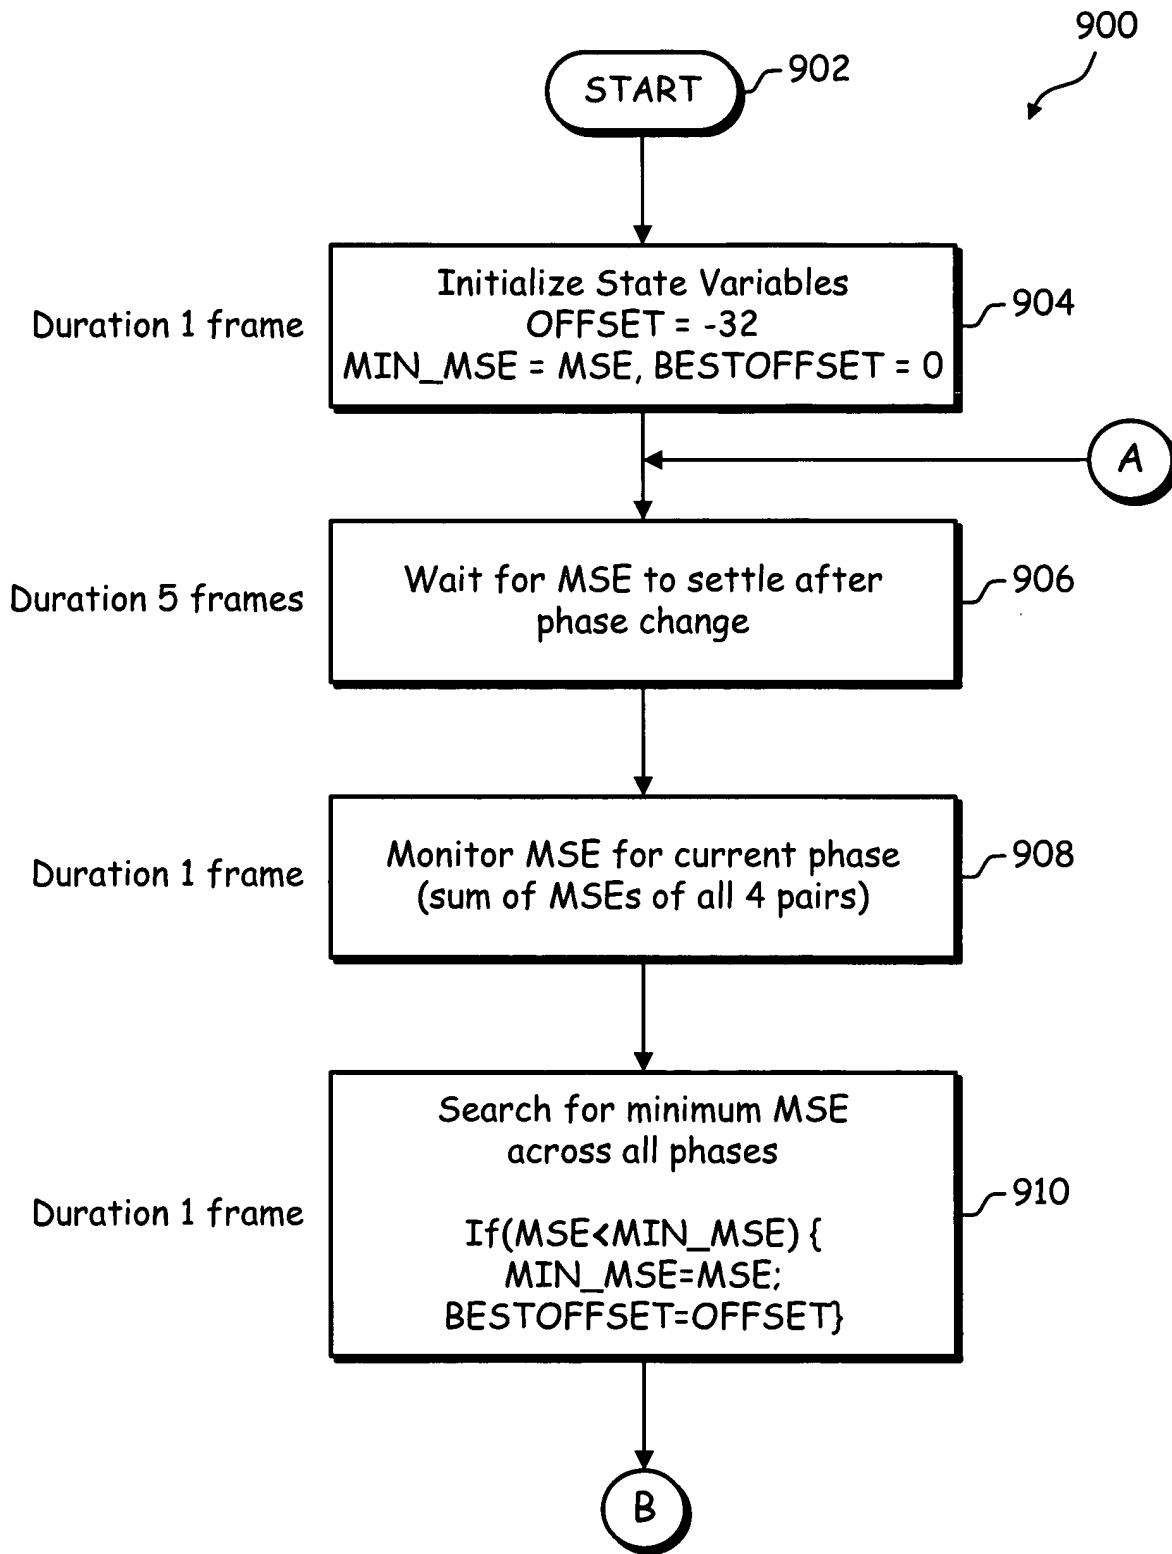 900
START
902
Initialize State Variables
OFFSET = -32
MIN_MSE = MSE, BESTOFFSET = 0
Duration 1 frame
904
A
Wait for MSE to settle after
phase change
Duration 5 frames
906
Monitor MSE for current phase
(sum of MSEs of all 4 pairs)
Duration 1 frame
908
Search for minimum MSE
across all phases
If(MSE<MIN_MSE) {
MIN_MSE=MSE;
BESTOFFSET=OFFSET}
Duration 1 frame
910
B